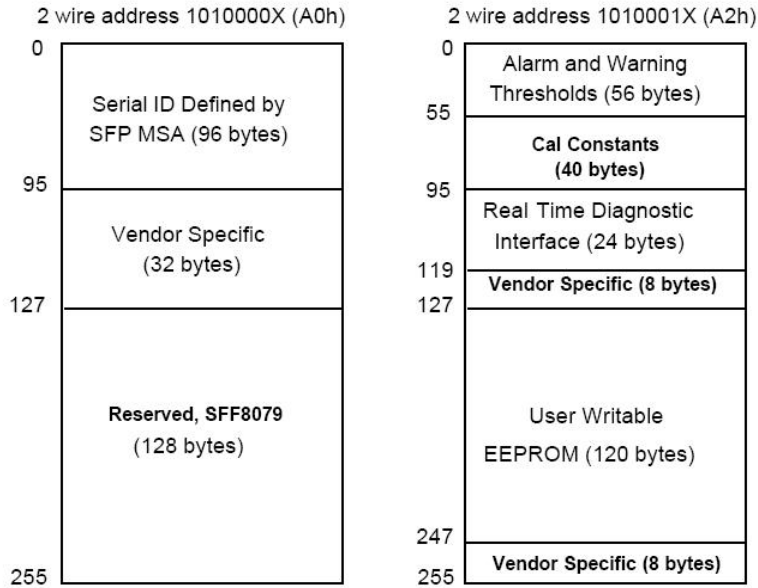 2 wire address 1010000X (A0h)
0
Serial ID Defined by
SFP MSA (96 bytes)
95
Vendor Specific
(32 bytes)
127
Reserved, SFF8079
(128 bytes)
255
2 wire address 1010001X (A2h)
0
Alarm and Warning
Thresholds (56 bytes)
55
Cal Constants
(40 bytes)
95
Real Time Diagnostic
Interface (24 bytes)
119
Vendor Specific (8 bytes)
127
User Writable
EEPROM (120 bytes)
247
Vendor Specific (8 bytes)
255